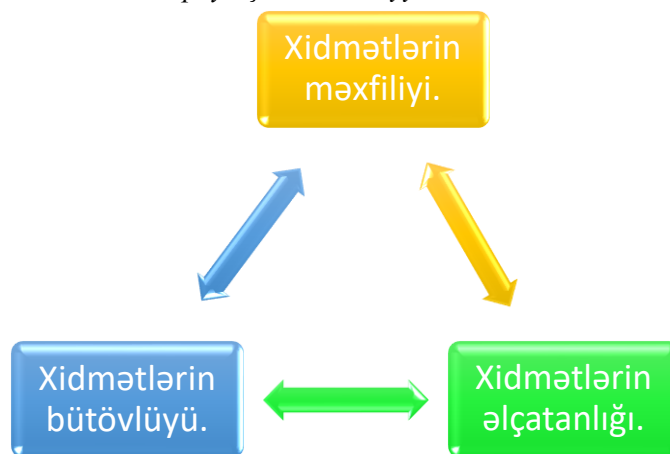 Xidmətlərin
məxfiliyi.
Xidmətlərin
bütövlüyü.
Xidmətlərin
əlçatanlığı.